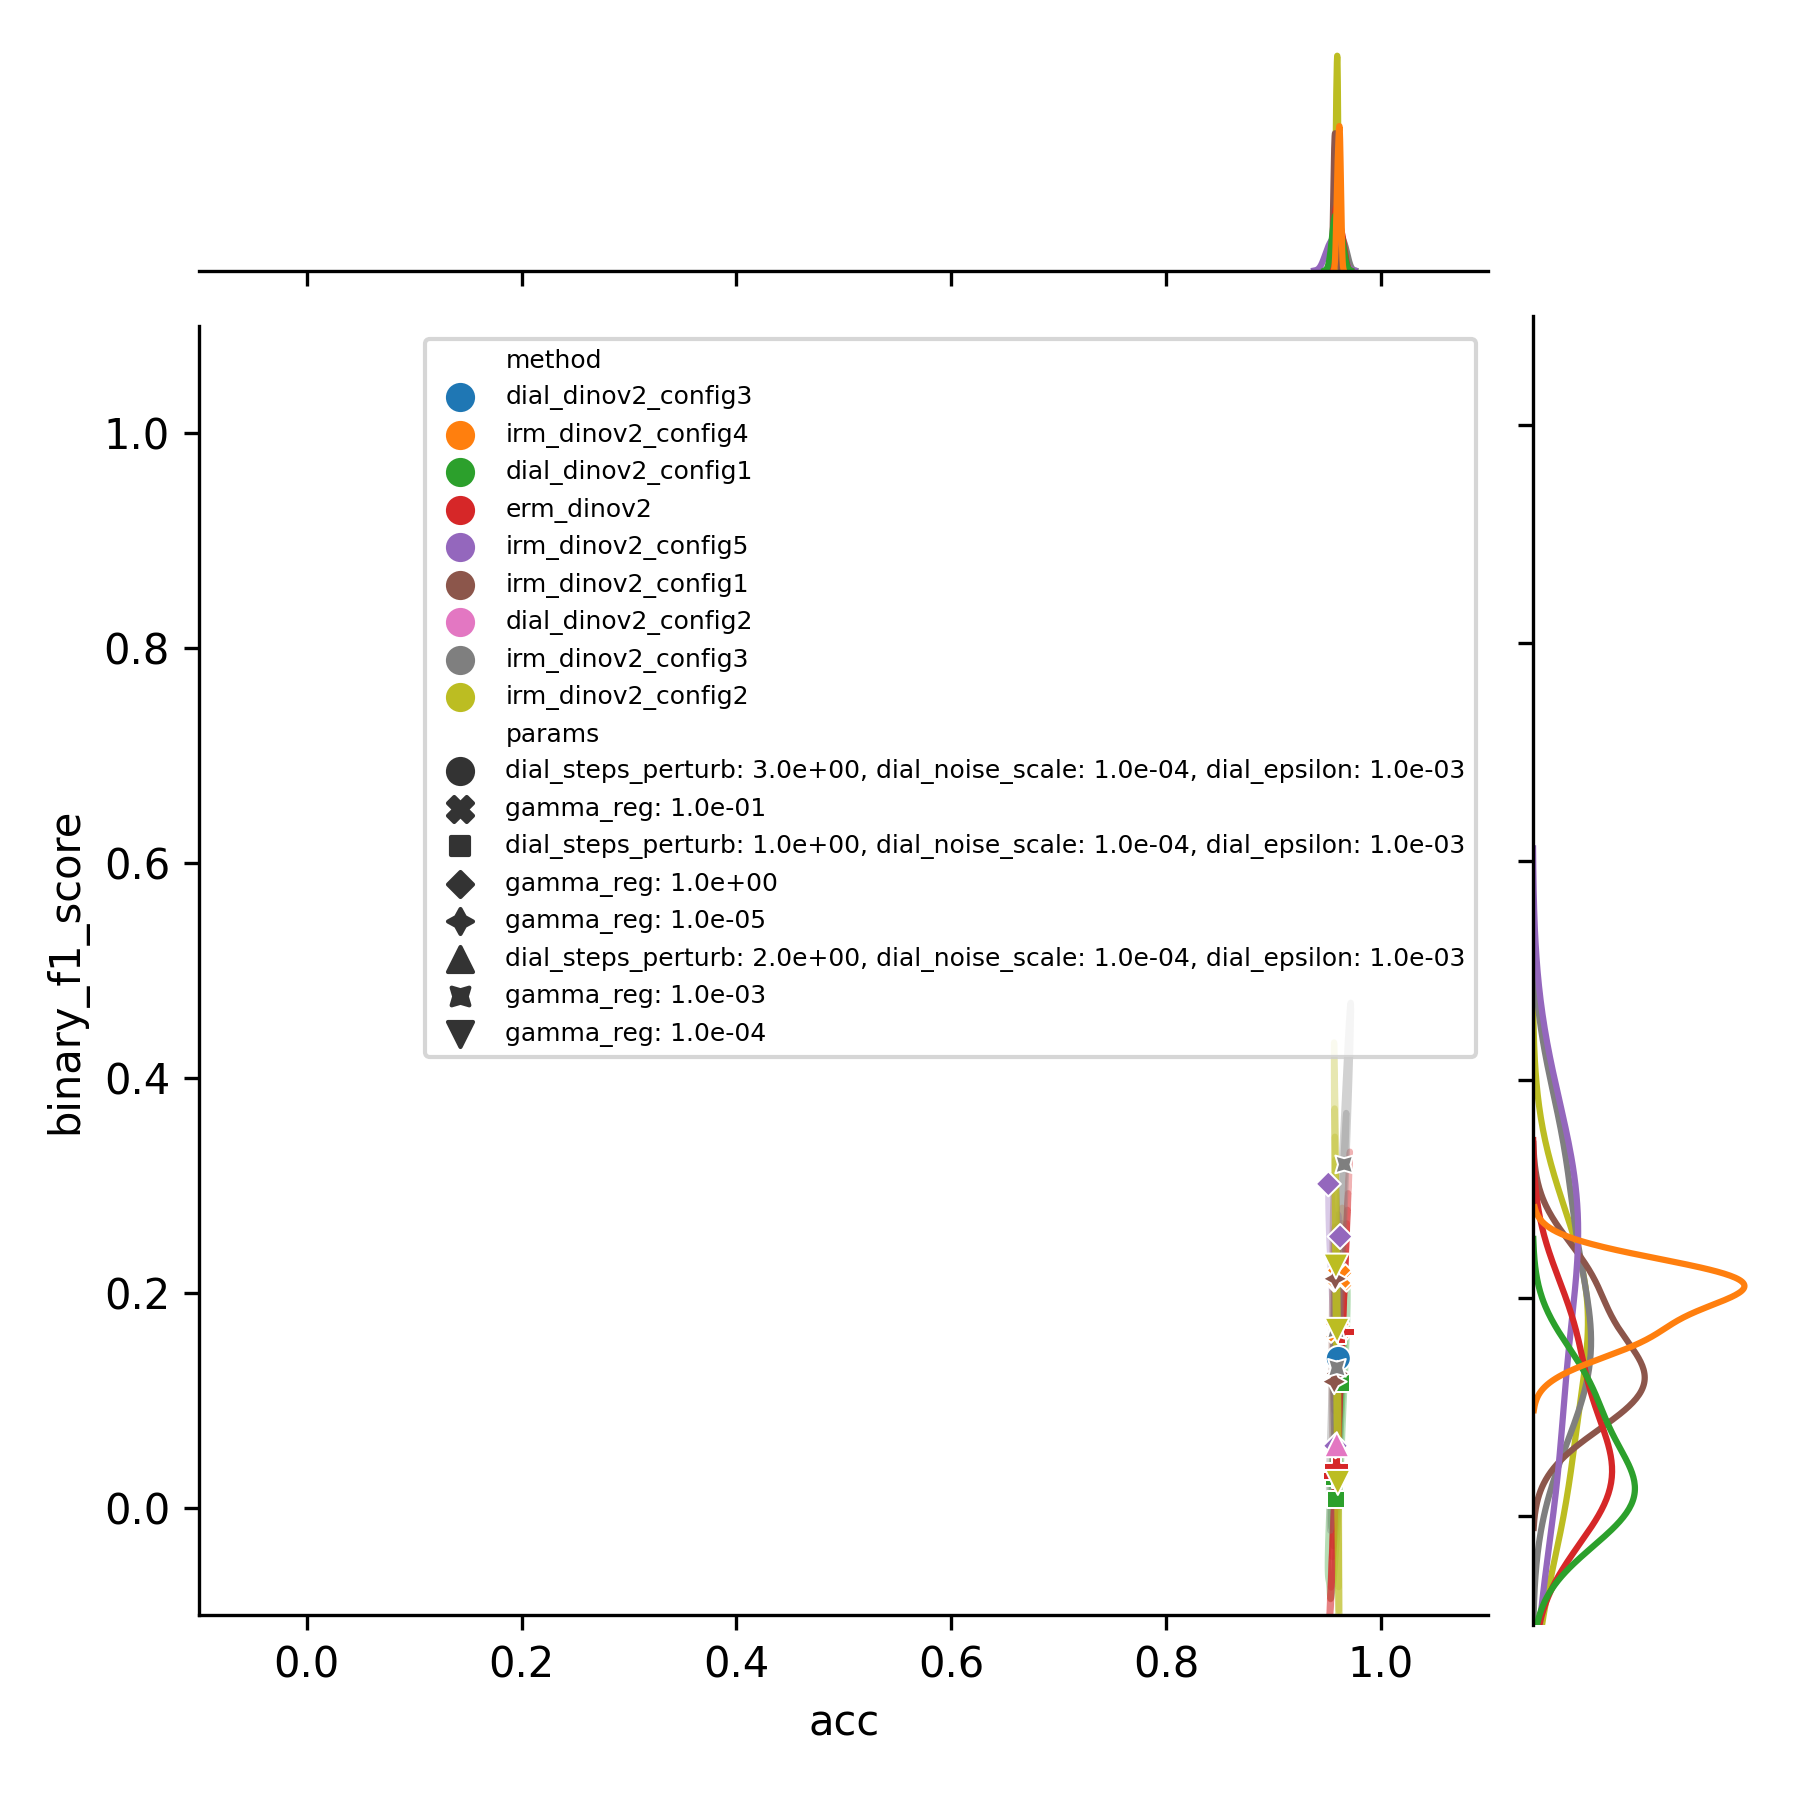 method
dial_dinov2_config3
irm_dinov2_config4
dial_dinov2_config1
erm_dinov2
irm_dinov2_config5
irm_dinov2_config1
dial_dinov2_config2
irm_dinov2_config3
irm_dinov2_config2
params
dial_steps_perturb: 3.0e+00, dial_noise_scale: 1.0e-04, dial_epsilon: 1.0e-03
gamma_reg: 1.0e-01
dial_steps_perturb: 1.0e+00, dial_noise_scale: 1.0e-04, dial_epsilon: 1.0e-03
gamma_reg: 1.0e+00
gamma_reg: 1.0e-05
dial_steps_perturb: 2.0e+00, dial_noise_scale: 1.0e-04, dial_epsilon: 1.0e-03
gamma_reg: 1.0e-03
gamma_reg: 1.0e-04
1.0
0.8
0.6
0.4
0.2
0.0
binary_f1_score
0.0 0.2 0.4 0.6 0.8 1.0
acc